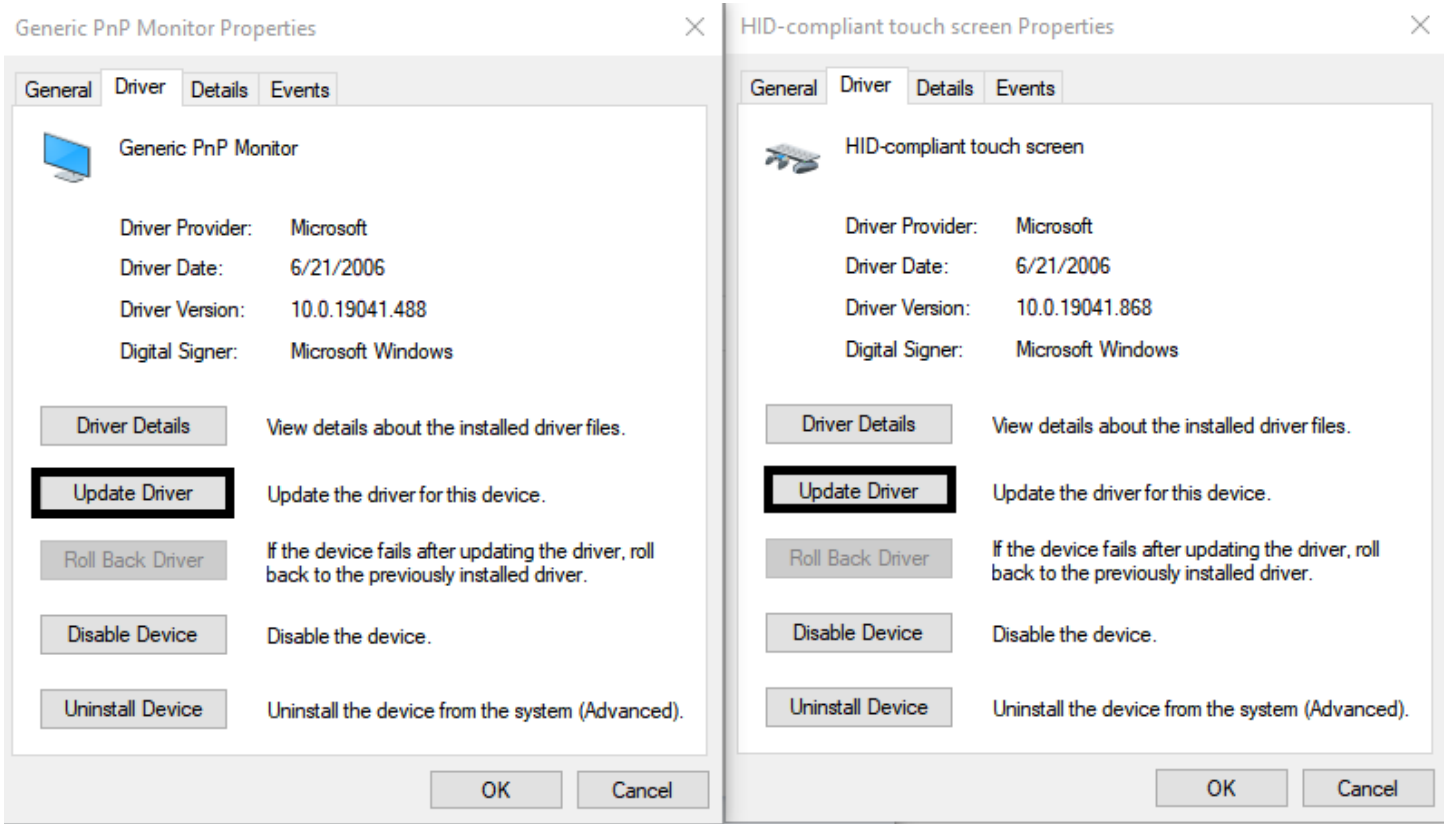 Generic PnP Monitor Properties
General Driver Details Events
Generic PnP Monitor
Driver Provider: Microsoft
Driver Date: 6/21/2006
Driver Version: 10.0.19041.488
Digital Signer: Microsoft Windows
Driver Details View details about the installed driver files.
Update Driver Update the driver for this device.
Roll Back Driver If the device fails after updating the driver, roll
back to the previously installed driver.
Disable Device Disable the device.
Uninstall Device Uninstall the device from the system (Advanced).
OK Cancel
HID-compliant touch screen Properties
General Driver Details Events
HID-compliant touch screen
Driver Provider: Microsoft
Driver Date: 6/21/2006
Driver Version: 10.0.19041.868
Digital Signer: Microsoft Windows
Driver Details View details about the installed driver files.
Update Driver Update the driver for this device.
Roll Back Driver If the device fails after updating the driver, roll
back to the previously installed driver.
Disable Device Disable the device.
Uninstall Device Uninstall the device from the system (Advanced).
OK Cancel